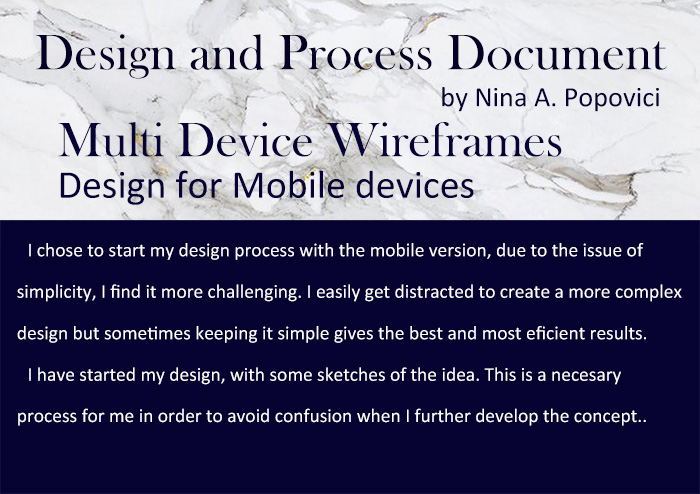 Design and Process Document
by Nina A. Popovici
Multi Device Wireframes
Design for Mobile devices
I chose to start my design process with the mobile version, due to the issue of
simplicity, I find it more challenging. I easily get distracted to create a more complex
design but sometimes keeping it simple gives the best and most eficient results.
I have started my design, with some sketches of the idea. This is a necesary
process for me in order to avoid confusion when I further develop the concept..